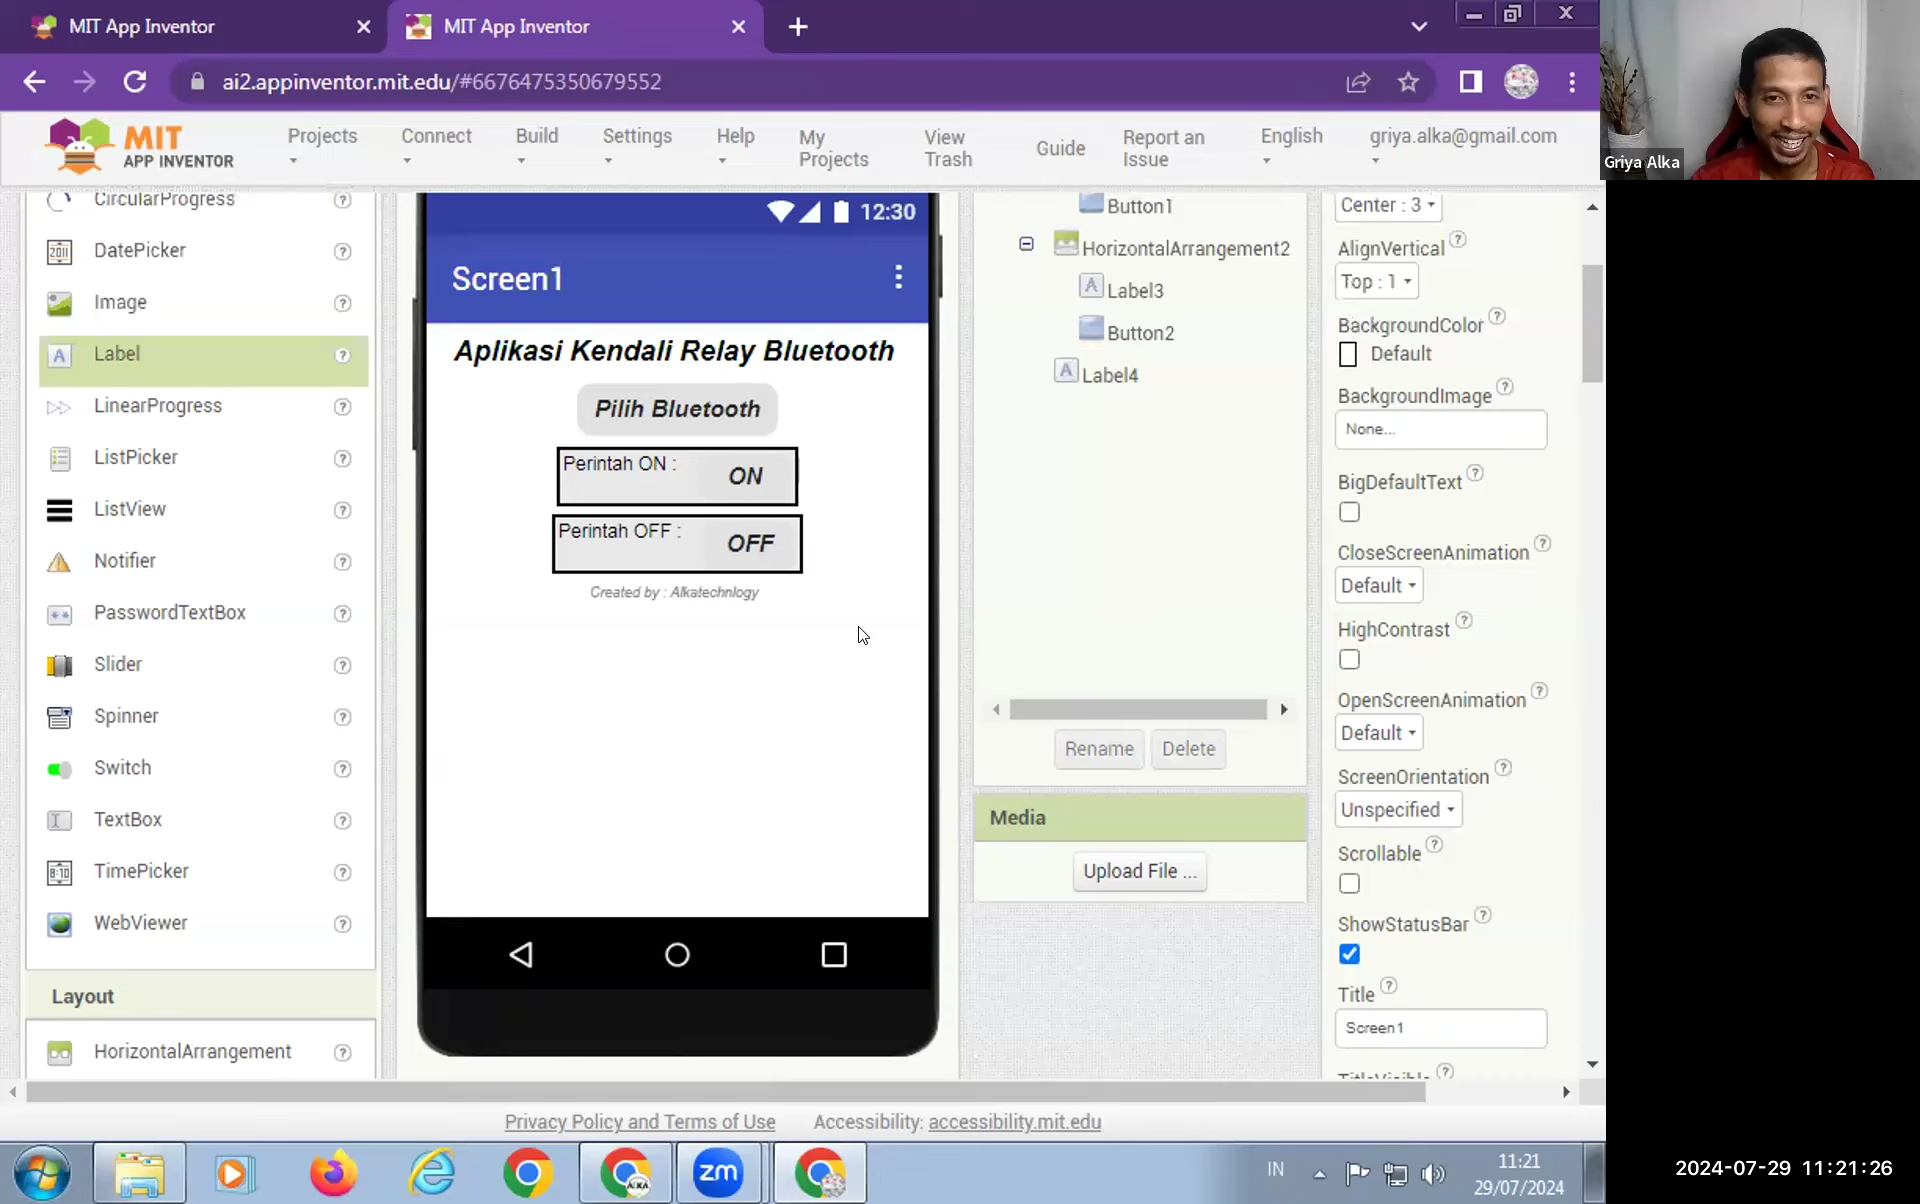 MIT App Inventor
MIT App Inventor
ai2.appinventor.mit.edu/#6676475350679552
MIT
APP INVENTOR
Projects
Connect
Build
Settings
Help
My Projects
View Trash
Guide
Report an Issue
English
griya.alka@gmail.com
Griya Alka
CircularProgress
DatePicker
Image
Label
LinearProgress
ListPicker
ListView
Notifier
PasswordTextBox
Slider
Spinner
Switch
TextBox
TimePicker
WebViewer
Layout
HorizontalArrangement
12:30
Screen1
Aplikasi Kendali Relay Bluetooth
Pilih Bluetooth
Perintah ON : ON
Perintah OFF : OFF
Created by : Alkatechnlogy
Button1
HorizontalArrangement2
Label3
Button2
Label4
Rename Delete
Media
Upload File ...
Center : 3
AlignVertical
Top : 1
BackgroundColor
Default
BackgroundImage
None...
BigDefaultText
CloseScreenAnimation
Default
HighContrast
OpenScreenAnimation
Default
ScreenOrientation
Unspecified
Scrollable
ShowStatusBar
Title
Screen1
Privacy Policy and Terms of Use Accessibility: accessibility.mit.edu
zm
IN
11:21
29/07/2024
2024-07-29 11:21:26